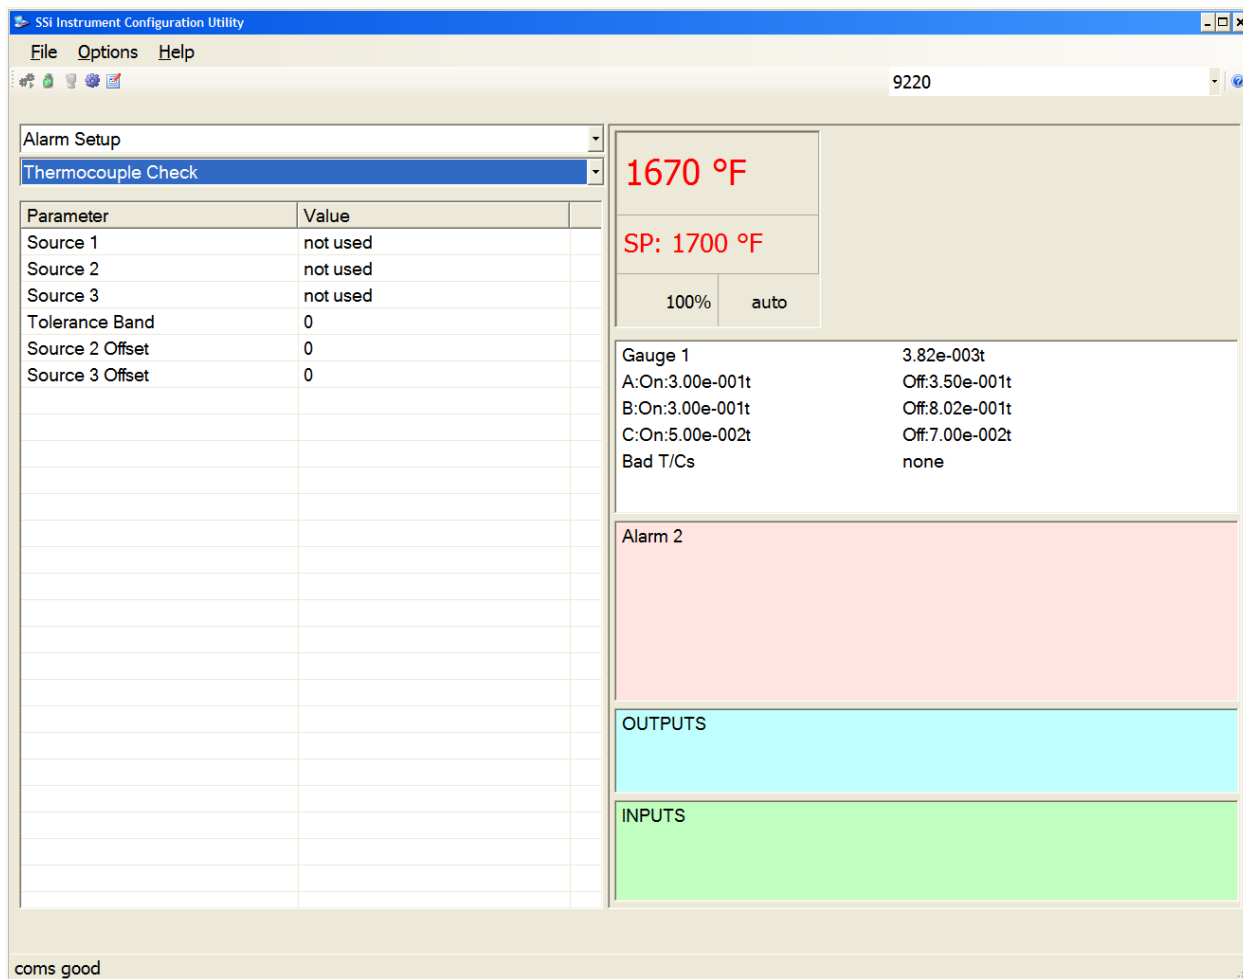 SSi Instrument Configuration Utility
File Options Help
9220
Alarm Setup
Thermocouple Check
Parameter Value
Source 1 not used
Source 2 not used
Source 3 not used
Tolerance Band 0
Source 2 Offset 0
Source 3 Offset 0
1670 °F
SP: 1700 °F
100% auto
Gauge 1 3.82e-003t
A:On:3.00e-001t Off:3.50e-001t
B:On:3.00e-001t Off:8.02e-001t
C:On:5.00e-002t Off:7.00e-002t
Bad T/Cs none
Alarm 2
OUTPUTS
INPUTS
coms good